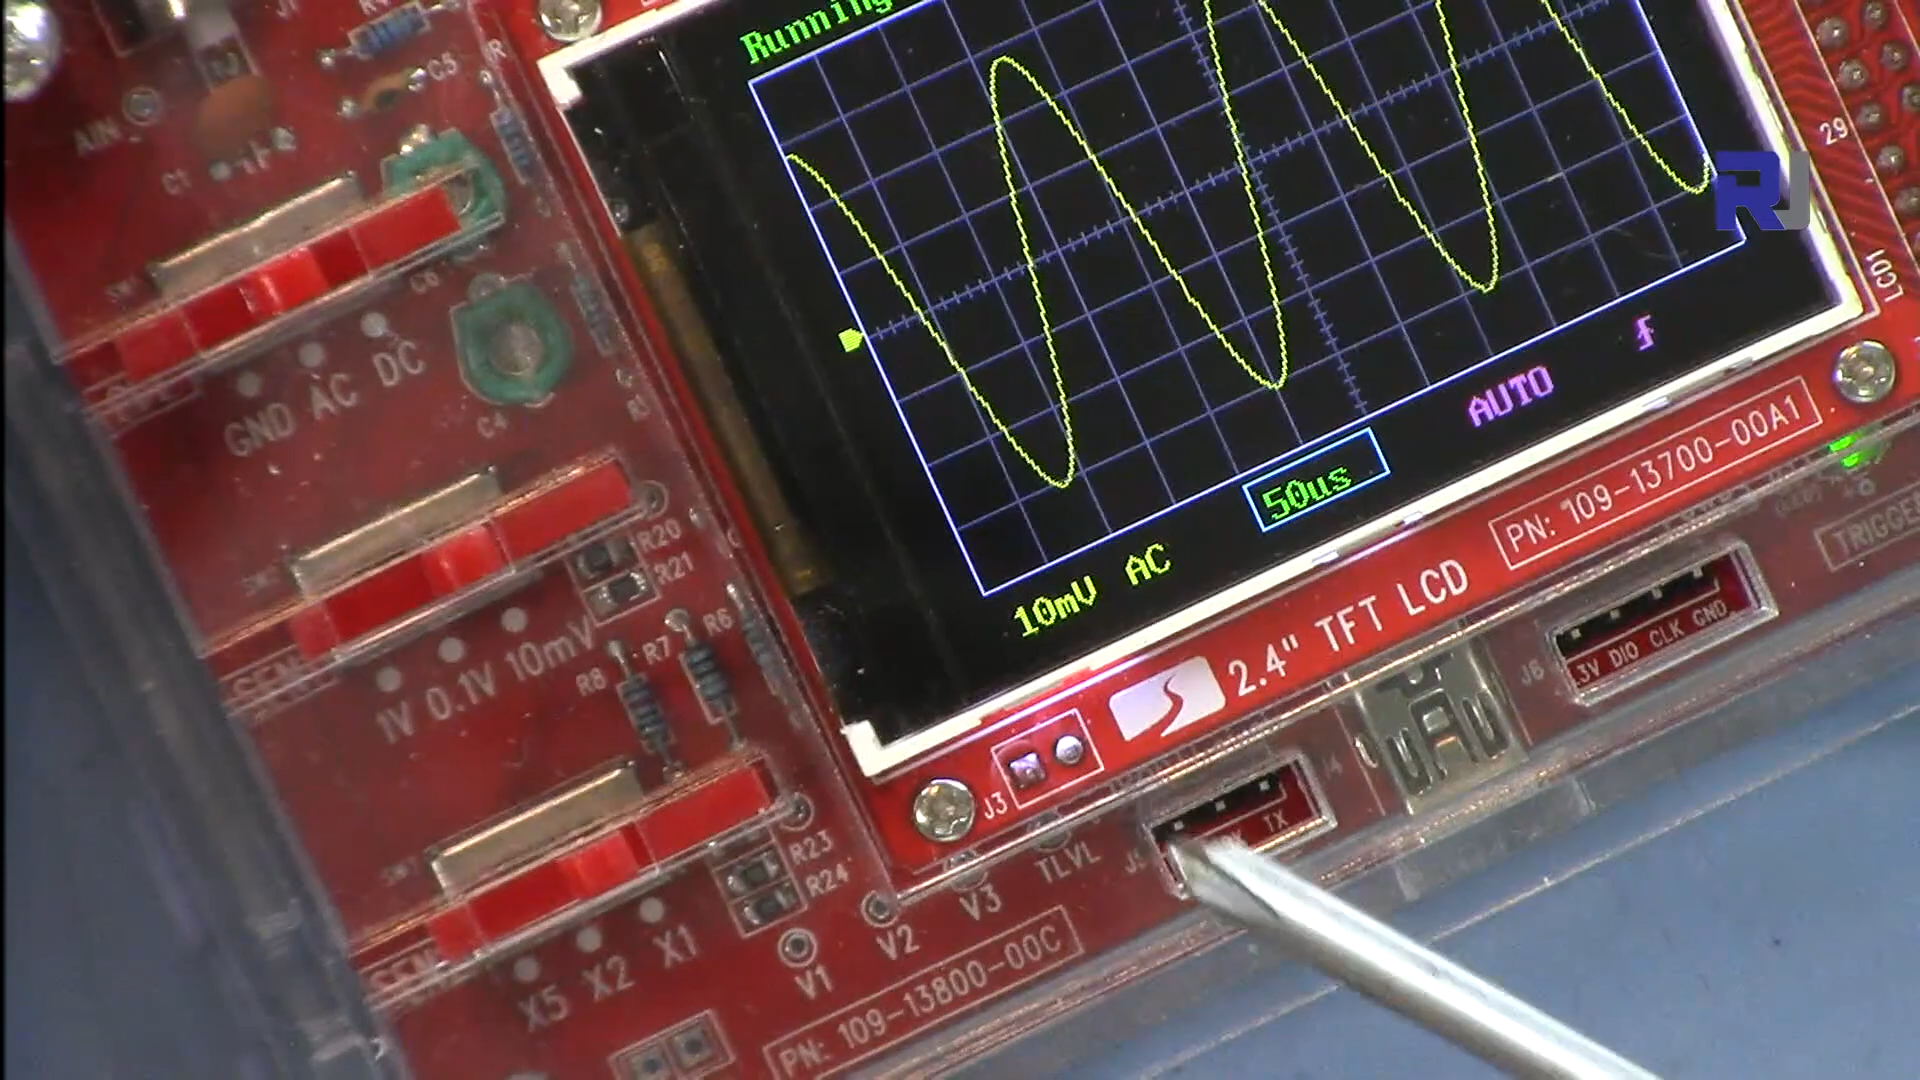 Running
C5
AIN
C1
29
RJ
LCD1
C6
GND AC DC
C4
AUTO
50us
10mV AC
PN: 109-13700-00A1
2.4" TFT LCD
R20
R21
R6
R7
R8
1V 0.1V 10mV
J6
3V DIO CLK GND
J3
TX
TLVL
R23
R24
V3
V2
V1
X5 X2 X1
PN: 109-13800-00C